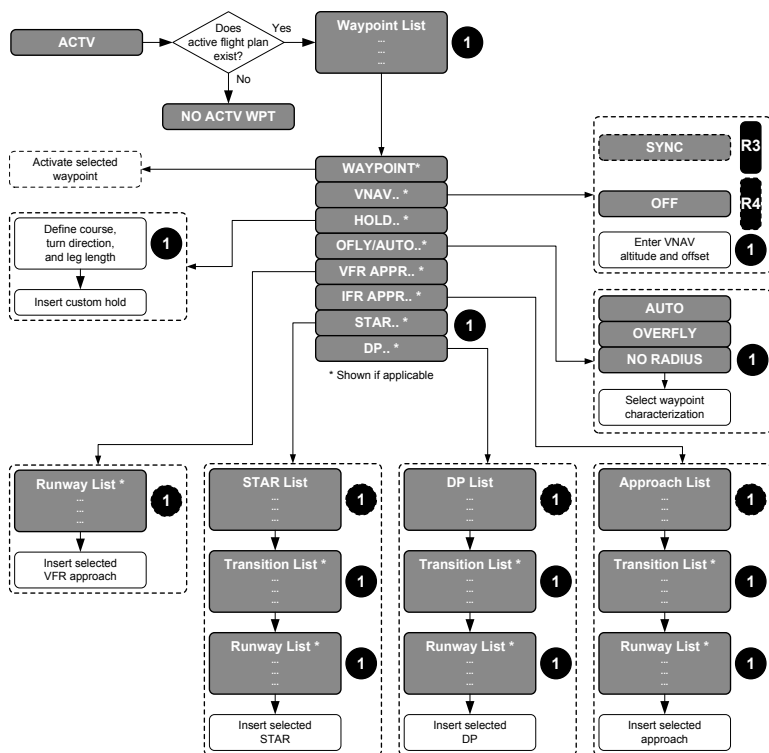 ACTV
Does
active flight plan
exist?
Yes
No
NO ACTV WPT
Waypoint List
...
...
...
1
Activate selected
waypoint
WAYPOINT*
VNAV.. *
HOLD.. *
OFLY/AUTO..*
VFR APPR.. *
IFR APPR.. *
STAR.. *
DP.. *
1
* Shown if applicable
Define course,
turn direction,
and leg length
1
Insert custom hold
SYNC
R3
OFF
R4
Enter VNAV
altitude and offset
1
AUTO
OVERFLY
NO RADIUS
1
Select waypoint
characterization
Runway List *
...
...
...
1
Insert selected
VFR approach
STAR List
...
...
...
1
Transition List *
...
...
...
1
Runway List *
...
...
...
1
Insert selected
STAR
DP List
...
...
...
1
Transition List *
...
...
...
1
Runway List *
...
...
...
1
Insert selected
DP
Approach List
...
...
...
1
Transition List *
...
...
...
1
Runway List *
...
...
...
1
Insert selected
approach